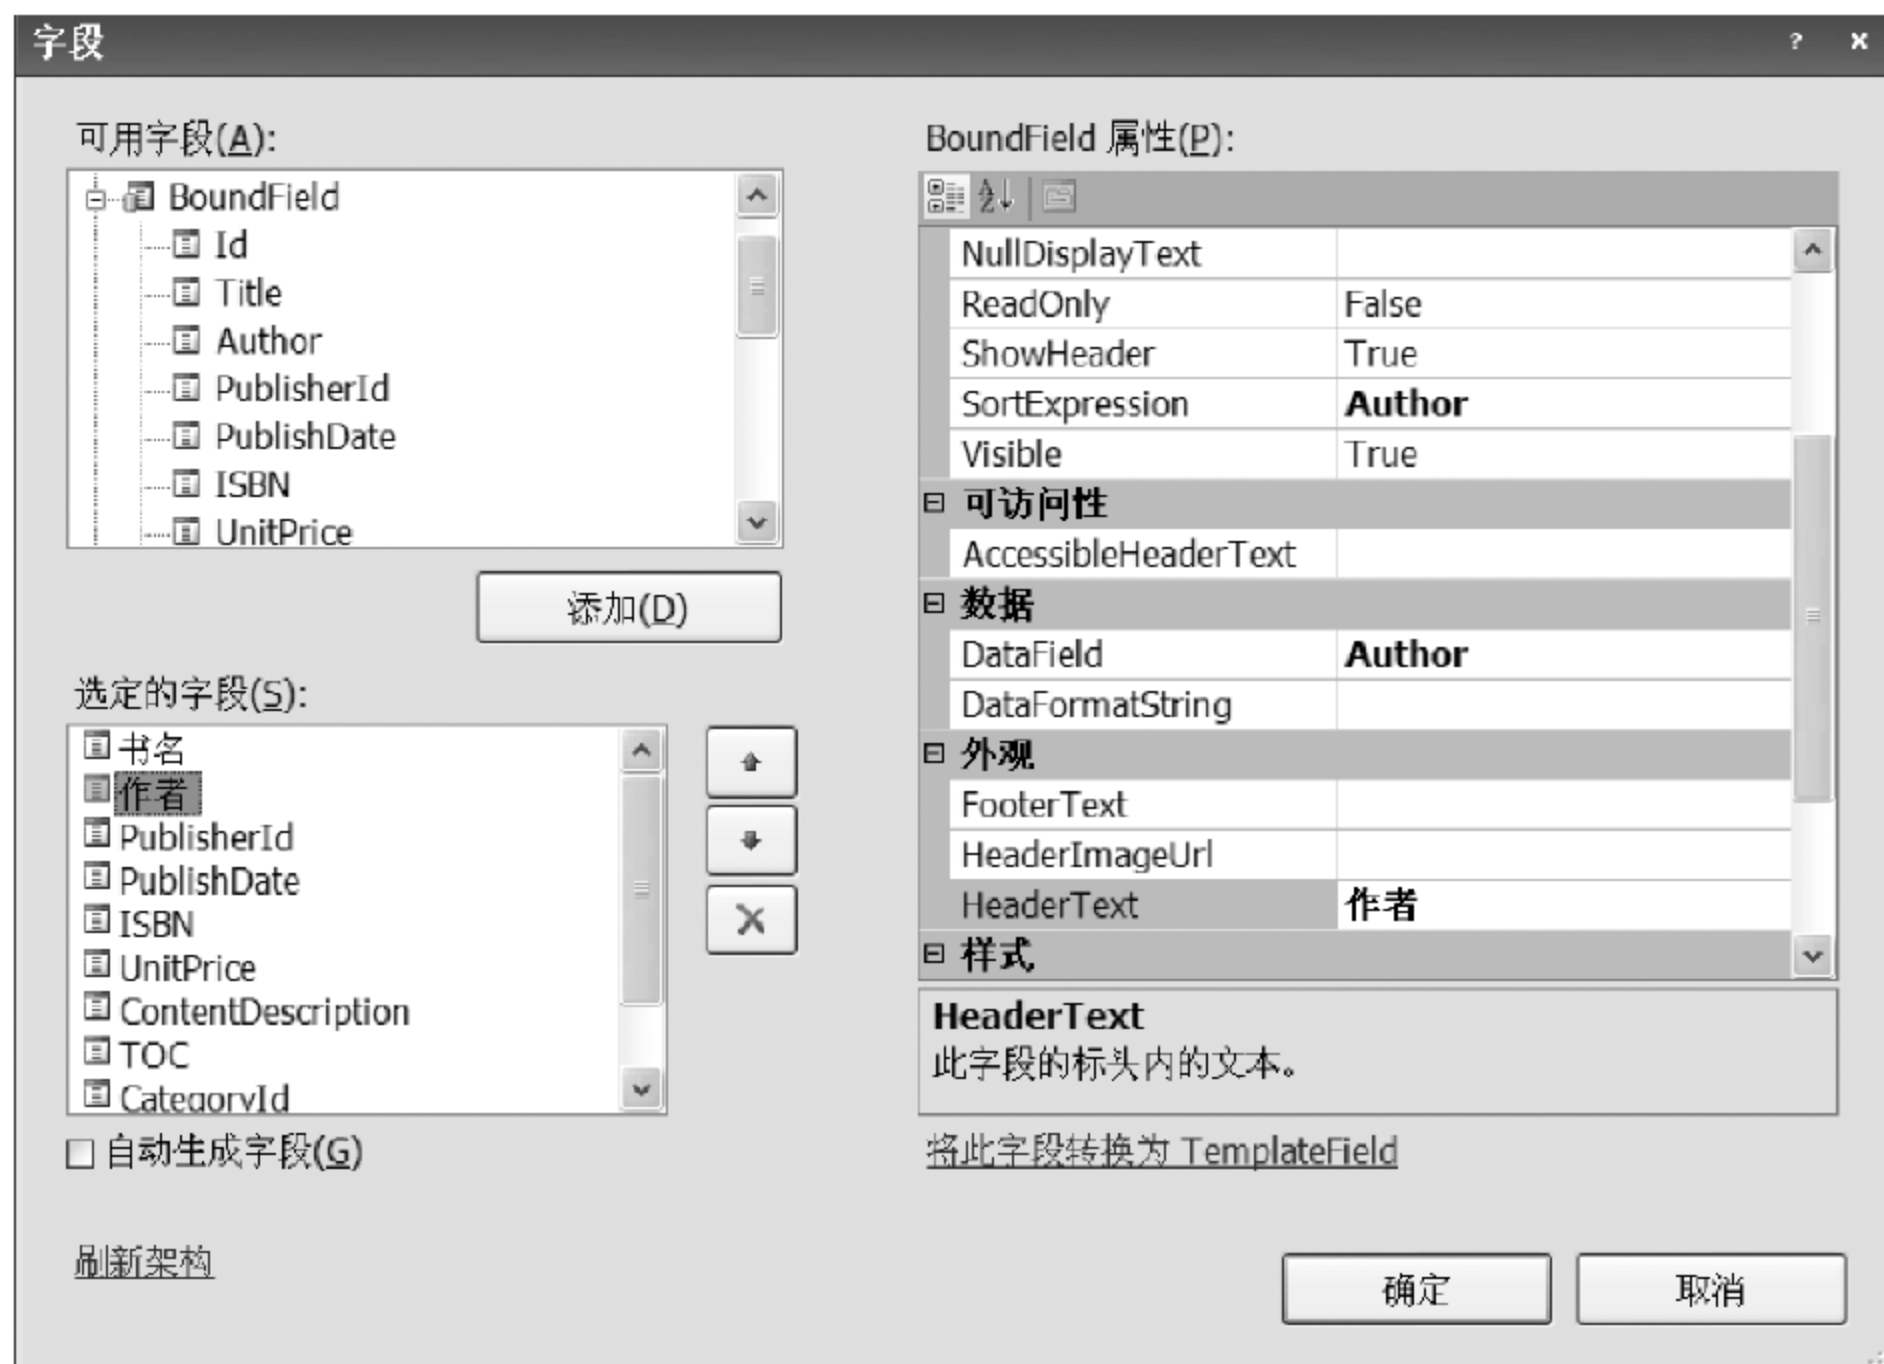 字段
可用字段(A):
BoundField
Id
Title
Author
PublisherId
PublishDate
ISBN
UnitPrice
添加(D)
选定的字段(S):
书名
作者
PublisherId
PublishDate
ISBN
UnitPrice
ContentDescription
TOC
CategoryId
自动生成字段(G)
刷新架构
BoundField 属性(P):
NullDisplayText
ReadOnly False
ShowHeader True
SortExpression Author
Visible True
可访问性
AccessibleHeaderText
数据
DataField Author
DataFormatString
外观
FooterText
HeaderImageUrl
HeaderText 作者
样式
HeaderText
此字段的标头内的文本。
将此字段转换为 TemplateField
确定 取消